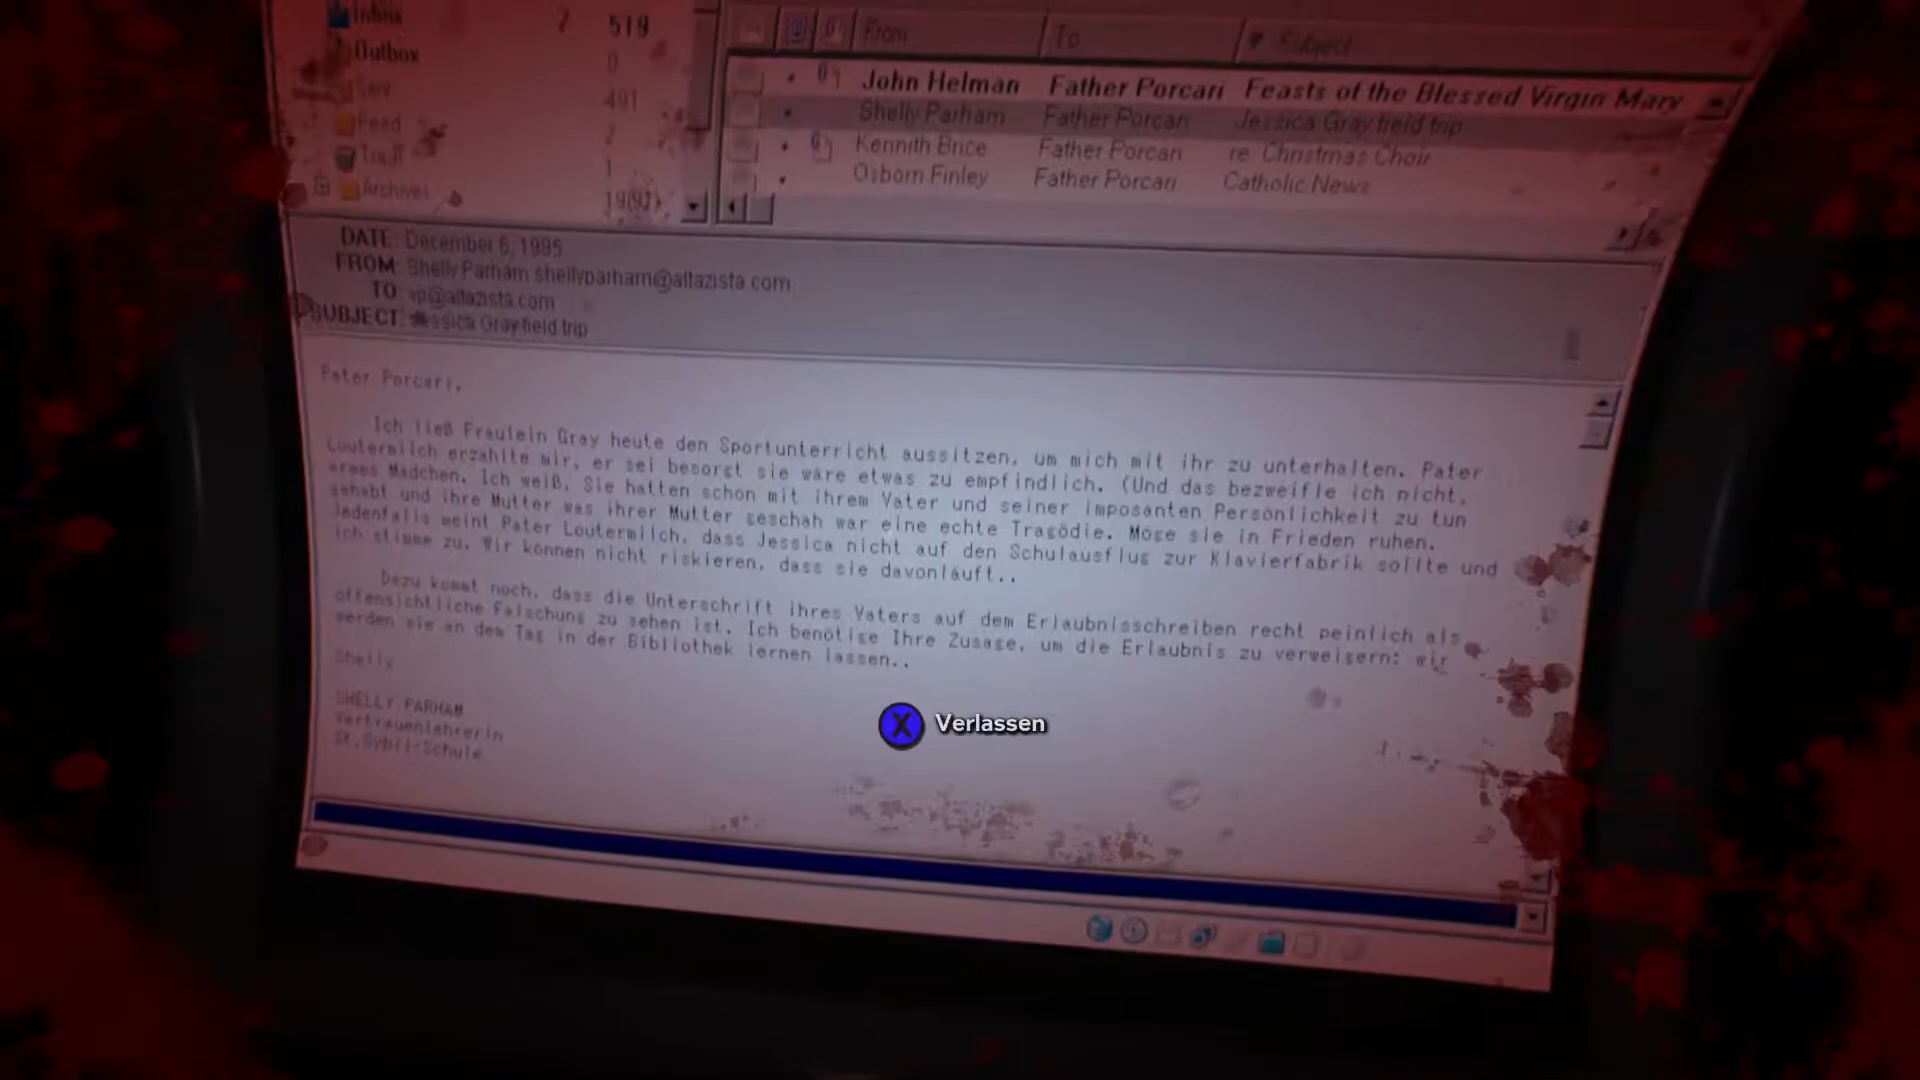 Inbox 7 519
Outbox 0
Sent 491
Feed 2
Trash 1
Archives 19(92)
From To Subject
John Helman Father Porcari Feasts of the Blessed Virgin Mary
Shelly Parham Father Porcari Jessica Gray field trip
Kennith Brice Father Porcari re Christmas Choir
Osborn Finley Father Porcari Catholic News
DATE: December 6, 1995
FROM: Shelly Parham shellyparham@altazista.com
TO: vp@altazista.com
SUBJECT: Jessica Gray field trip
Pater Porcari,
Ich ließ Fräulein Gray heute den Sportunterricht aussitzen, um mich mit ihr zu unterhalten. Pater
Loutermilch erzählte mir, er sei besorgt sie wäre etwas zu empfindlich. (Und das bezweifle ich nicht,
armes Mädchen. Ich weiß, Sie hatten schon mit ihrem Vater und seiner imposanten Persönlichkeit zu tun
gehabt und ihre Mutter was ihrer Mutter geschah war eine echte Tragödie. Möge sie in Frieden ruhen.
Jedenfalls meint Pater Loutermilch, dass Jessica nicht auf den Schulausflug zur Klavierfabrik sollte und
ich stimme zu. Wir können nicht riskieren, dass sie davonläuft..
Dazu kommt noch, dass die Unterschrift ihres Vaters auf dem Erlaubnisschreiben recht peinlich als
offensichtliche Fälschung zu sehen ist. Ich benötige Ihre Zusage, um die Erlaubnis zu verweigern; wir
werden sie an dem Tag in der Bibliothek lernen lassen..
Shelly
SHELLY PARHAM
Vertrauenlehrerin
St.Sybil-Schule
X Verlassen